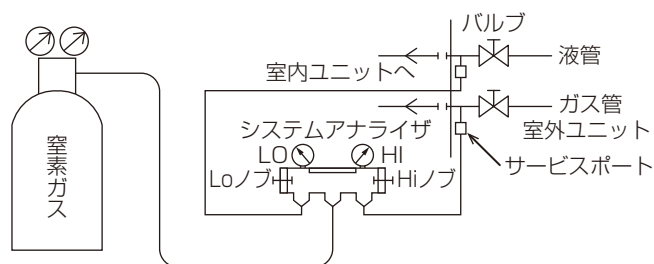 バルブ
液管
室内ユニットへ
ガス管
室外ユニット
システムアナライザ
LO
HI
サービスポート
Loノブ
Hiノブ
窒素ガス